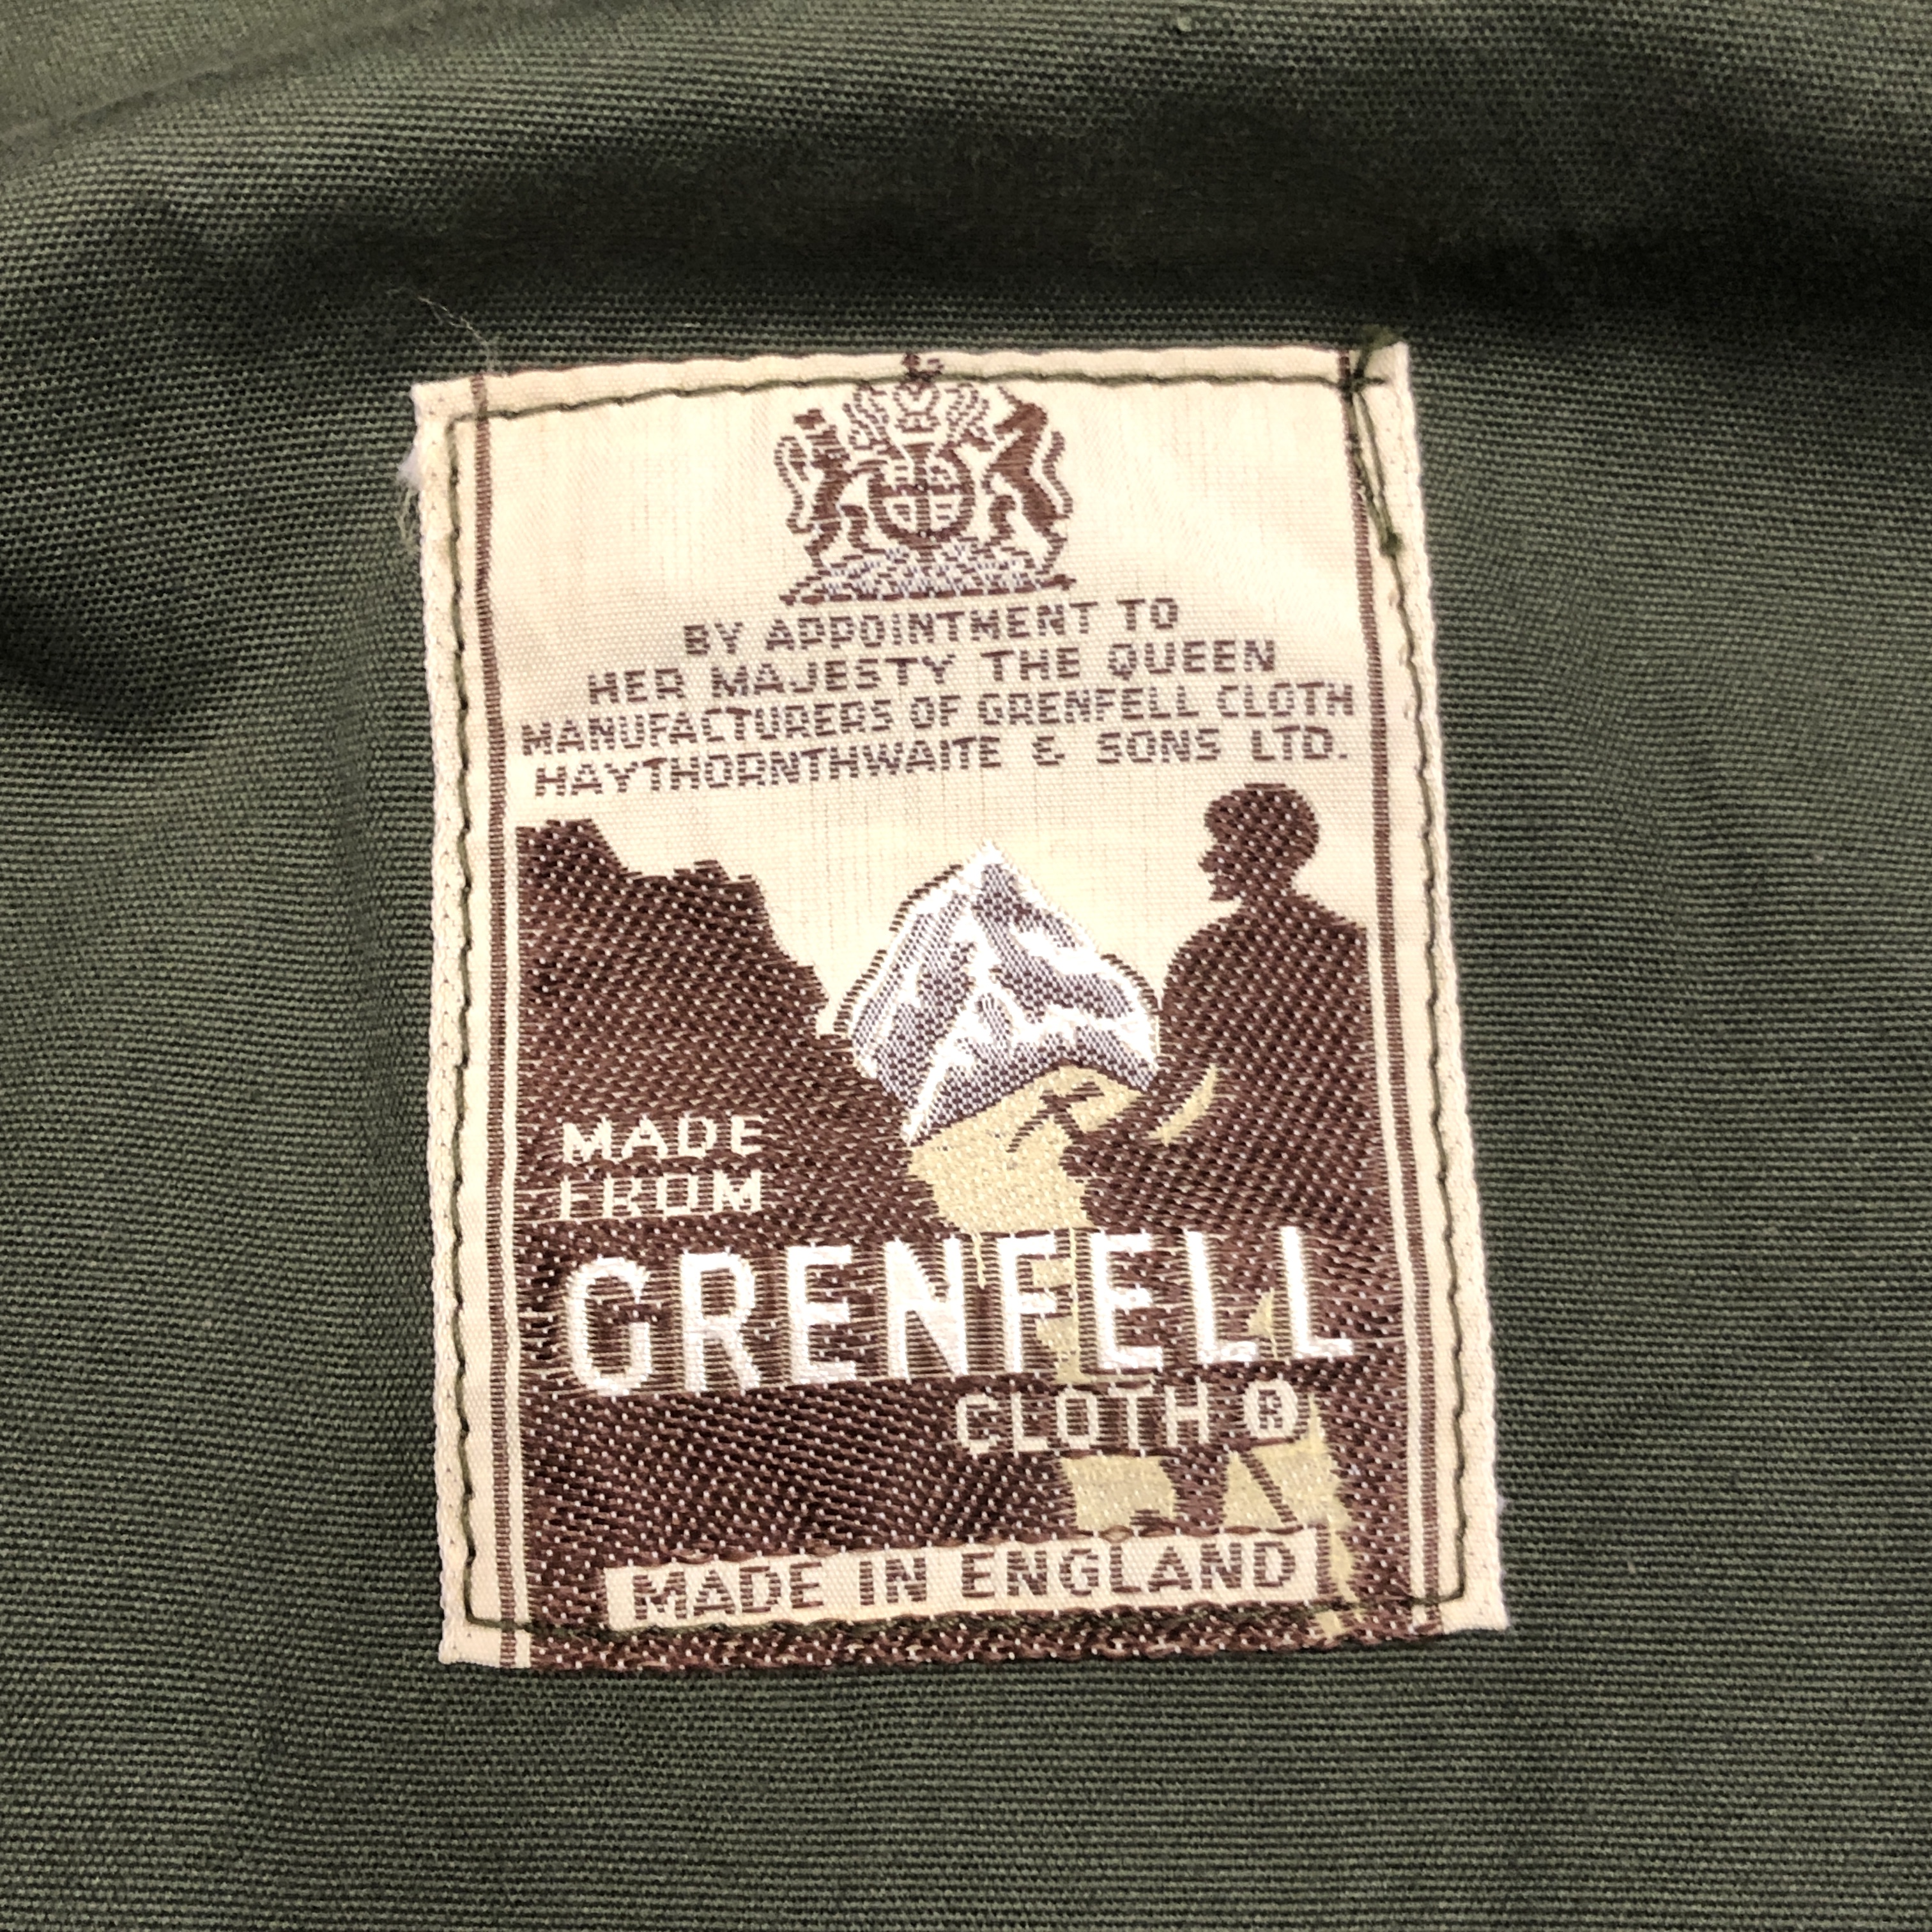 BY APPOINTMENT TO
HER MAJESTY THE QUEEN
MANUFACTURERS OF GRENFELL CLOTH
HAYTHORNTHWAITE & SONS LTD.
MADE
FROM
GRENFELL
CLOTH ®
MADE IN ENGLAND